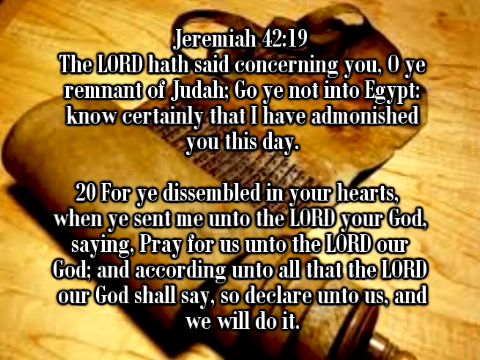 Jeremiah 42:19
The LORD hath said concerning you, O ye
remnant of Judah; Go ye not into Egypt:
know certainly that I have admonished
you this day.
20 For ye dissembled in your hearts,
when ye sent me unto the LORD your God,
saying, Pray for us unto the LORD our
God; and according unto all that the LORD
our God shall say, so declare unto us, and
we will do it.